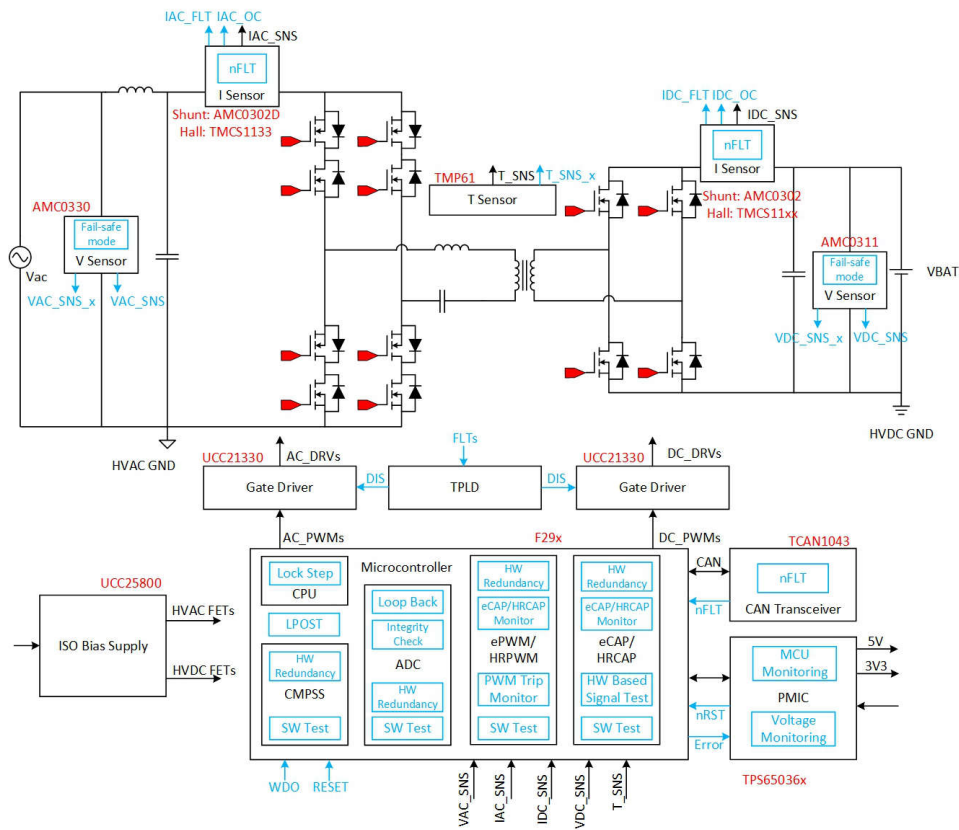 IAC_FLT IAC_OC
IAC_SNS
nFLT
I Sensor
Shunt: AMC0302D
Hall: TMCS1133
IDC_FLT IDC_OC
IDC_SNS
nFLT
I Sensor
Shunt: AMC0302
Hall: TMCS11xx
TMP61
T_SNS
T_SNS_x
T Sensor
AMC0330
Fail-safe
mode
V Sensor
Vac
VAC_SNS_x
VAC_SNS
AMC0311
Fail-safe
mode
V Sensor
VBAT
VDC_SNS_x
VDC_SNS
HVAC GND
HVDC GND
UCC21330
AC_DRVs
Gate Driver
FLTs
DIS
TPLD
DIS
UCC21330
DC_DRVs
Gate Driver
AC_PWMs
F29x
DC_PWMs
UCC25800
ISO Bias Supply
HVAC FETs
HVDC FETs
Microcontroller
Lock Step
CPU
LPOST
HW
Redundancy
CMPSS
SW Test
Loop Back
Integrity
Check
ADC
HW
Redundancy
SW Test
HW
Redundancy
eCAP/HRCAP
Monitor
ePWM/
HRPWM
PWM Trip
Monitor
SW Test
HW
Redundancy
eCAP/HRCAP
Monitor
eCAP/
HRCAP
HW Based
Signal Test
SW Test
TCAN1043
CAN
nFLT
nFLT
CAN Transceiver
MCU
Monitoring
PMIC
Voltage
Monitoring
5V
3V3
nRST
Error
TPS65036x
WDO
RESET
VAC_SNS
IAC_SNS
IDC_SNS
VDC_SNS
T_SNS